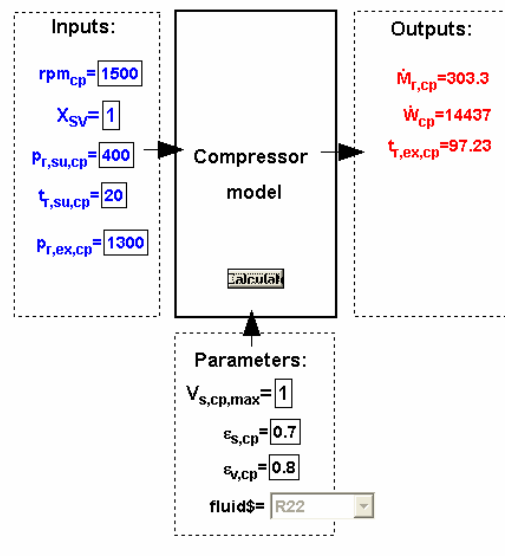 Inputs:
rpmcp= 1500
XSV= 1
pr,su,cp= 400
tr,su,cp= 20
pr,ex,cp= 1300
Compressor
model
Calculate
Outputs:
Ṁr,cp=303.3
Ẇcp=14437
tr,ex,cp=97.23
Parameters:
Vs,cp,max= 1
εs,cp= 0.7
εv,cp= 0.8
fluid$= R22